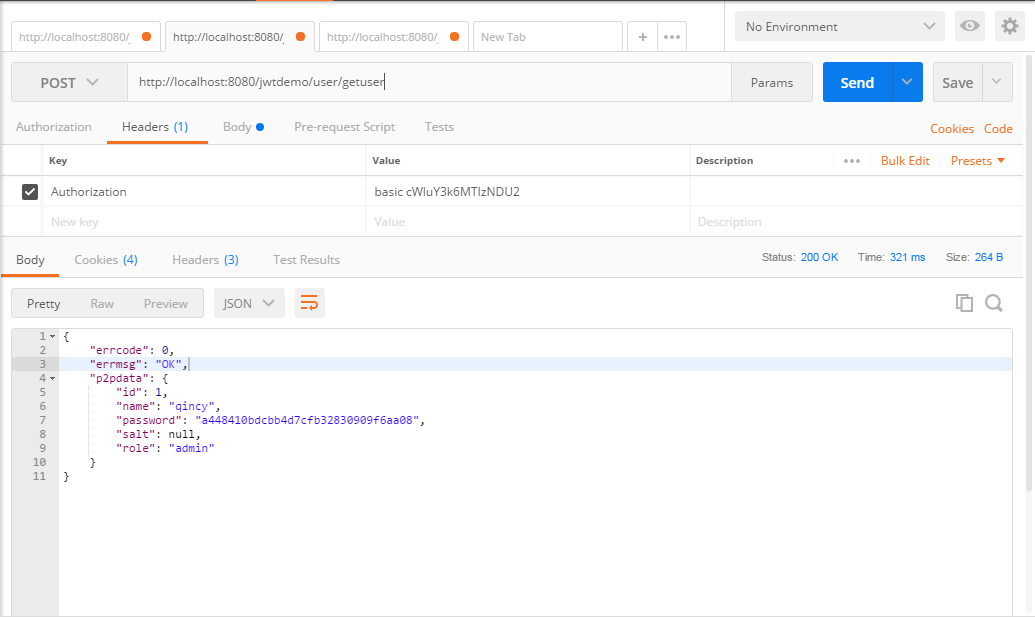 http://localhost:8080/ http://localhost:8080/ http://localhost:8080/ New Tab + ••• No Environment
POST http://localhost:8080/jwtdemo/user/getuser Params Send Save
Authorization Headers (1) Body Pre-request Script Tests Cookies Code
Key Value Description ••• Bulk Edit Presets
Authorization basic cWluY3k6MTIzNDU2
New key Value Description
Body Cookies (4) Headers (3) Test Results Status: 200 OK Time: 321 ms Size: 264 B
Pretty Raw Preview JSON
1 {
2 "errcode": 0,
3 "errmsg": "OK",
4 "p2pdata": {
5 "id": 1,
6 "name": "qincy",
7 "password": "a448410bdcbb4d7cfb32830909f6aa08",
8 "salt": null,
9 "role": "admin"
10 }
11 }